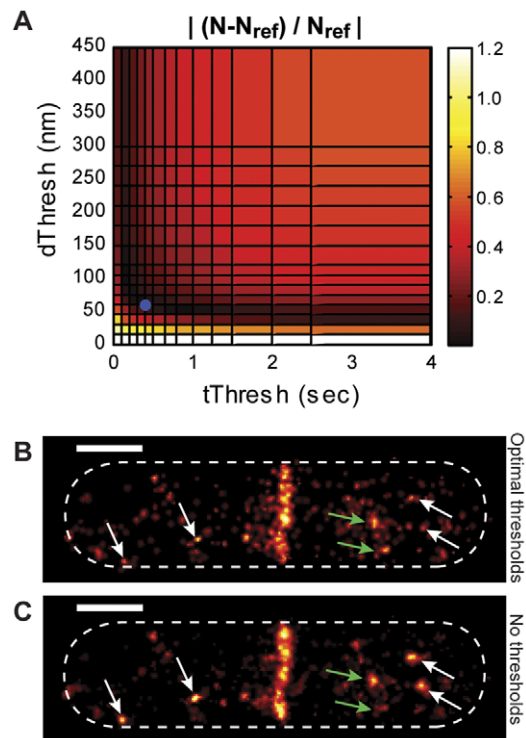 A
| (N-Nref) / Nref |
dThresh (nm)
450
400
350
300
250
200
150
100
50
0
0 1 2 3 4
tThresh (sec)
1.2
1.0
0.8
0.6
0.4
0.2
B
Optimal thresholds
C
No thresholds